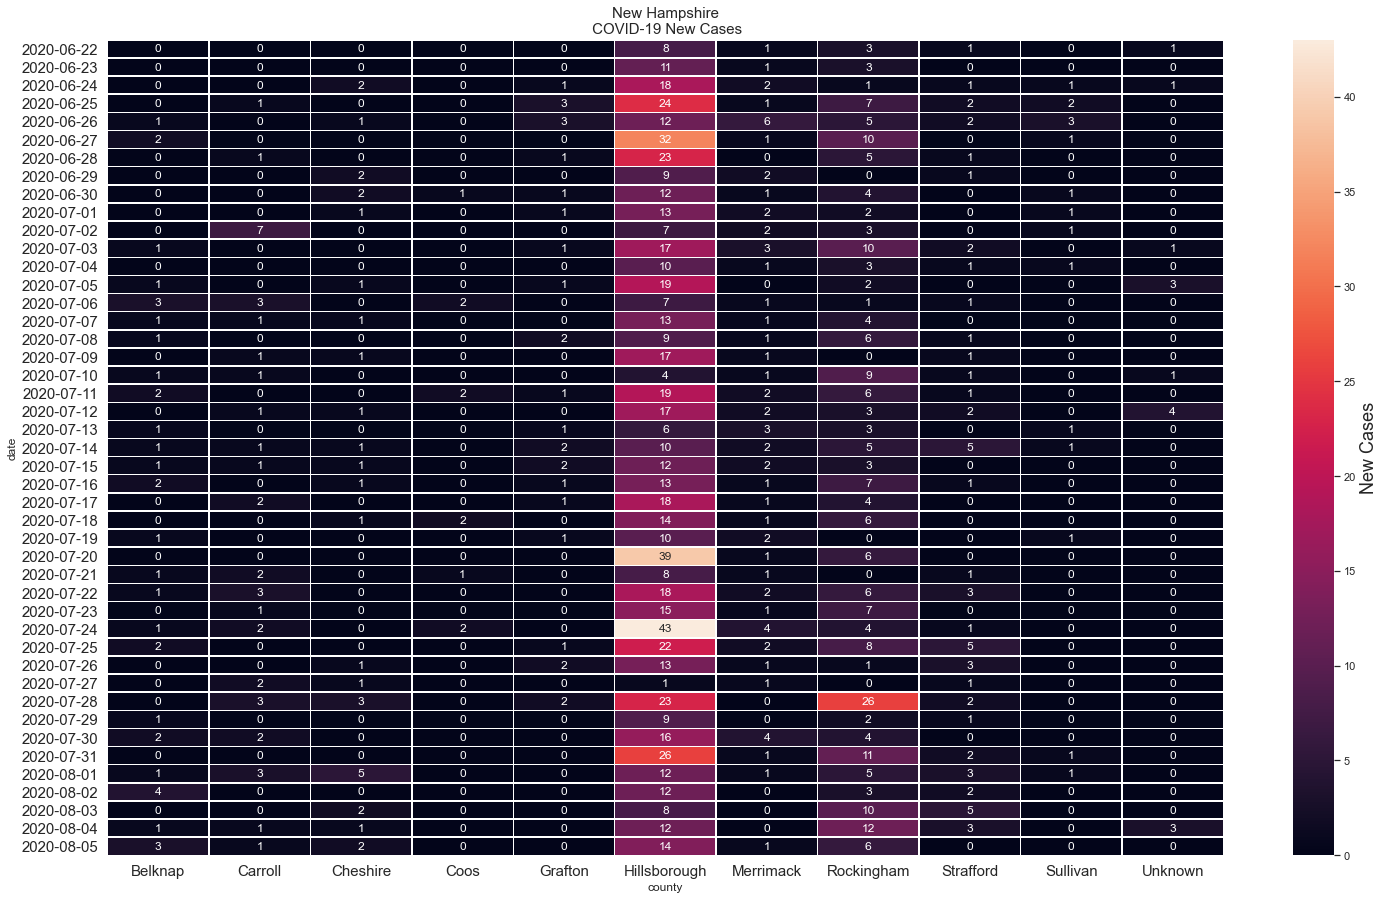 New Hampshire
COVID-19 New Cases
2020-06-22 0 0 0 0 0 8 1 3 1 0 1
2020-06-23 0 0 0 0 0 11 1 3 0 0 0
2020-06-24 0 0 2 0 1 18 2 1 1 1 1
2020-06-25 0 1 0 0 3 24 1 7 2 2 0
2020-06-26 1 0 1 0 3 12 6 5 2 3 0
2020-06-27 2 0 0 0 0 32 1 10 0 1 0
2020-06-28 0 1 0 0 1 23 0 5 1 0 0
2020-06-29 0 0 2 0 0 9 2 0 1 0 0
2020-06-30 0 0 2 1 1 12 1 4 0 1 0
2020-07-01 0 0 1 0 1 13 2 2 0 1 0
2020-07-02 0 7 0 0 0 7 2 3 0 1 0
2020-07-03 1 0 0 0 1 17 3 10 2 0 1
2020-07-04 0 0 0 0 0 10 1 3 1 1 0
2020-07-05 1 0 1 0 1 19 0 2 0 0 3
2020-07-06 3 3 0 2 0 7 1 1 1 0 0
2020-07-07 1 1 1 0 0 13 1 4 0 0 0
2020-07-08 1 0 0 0 2 9 1 6 1 0 0
2020-07-09 0 1 1 0 0 17 1 0 1 0 0
2020-07-10 1 1 0 0 0 4 1 9 1 0 1
2020-07-11 2 0 0 2 1 19 2 6 1 0 0
2020-07-12 0 1 1 0 0 17 2 3 2 0 4
2020-07-13 1 0 0 0 1 6 3 3 0 1 0
2020-07-14 1 1 1 0 2 10 2 5 5 1 0
2020-07-15 1 1 1 0 2 12 2 3 0 0 0
2020-07-16 2 0 1 0 1 13 1 7 1 0 0
2020-07-17 0 2 0 0 1 18 1 4 0 0 0
2020-07-18 0 0 1 2 0 14 1 6 0 0 0
2020-07-19 1 0 0 0 1 10 2 0 0 1 0
2020-07-20 0 0 0 0 0 39 1 6 0 0 0
2020-07-21 1 2 0 1 0 8 1 0 1 0 0
2020-07-22 1 3 0 0 0 18 2 6 3 0 0
2020-07-23 0 1 0 0 0 15 1 7 0 0 0
2020-07-24 1 2 0 2 0 43 4 4 1 0 0
2020-07-25 2 0 0 0 1 22 2 8 5 0 0
2020-07-26 0 0 1 0 2 13 1 1 3 0 0
2020-07-27 0 2 1 0 0 1 1 0 1 0 0
2020-07-28 0 3 3 0 2 23 0 26 2 0 0
2020-07-29 1 0 0 0 0 9 0 2 1 0 0
2020-07-30 2 2 0 0 0 16 4 4 0 0 0
2020-07-31 0 0 0 0 0 26 1 11 2 1 0
2020-08-01 1 3 5 0 0 12 1 5 3 1 0
2020-08-02 4 0 0 0 0 12 0 3 2 0 0
2020-08-03 0 0 2 0 0 8 0 10 5 0 0
2020-08-04 1 1 1 0 0 12 0 12 3 0 3
2020-08-05 3 1 2 0 0 14 1 6 0 0 0
date
Belknap Carroll Cheshire Coos Grafton Hillsborough Merrimack Rockingham Strafford Sullivan Unknown
county
40
35
30
25
20
15
10
5
0
New Cases